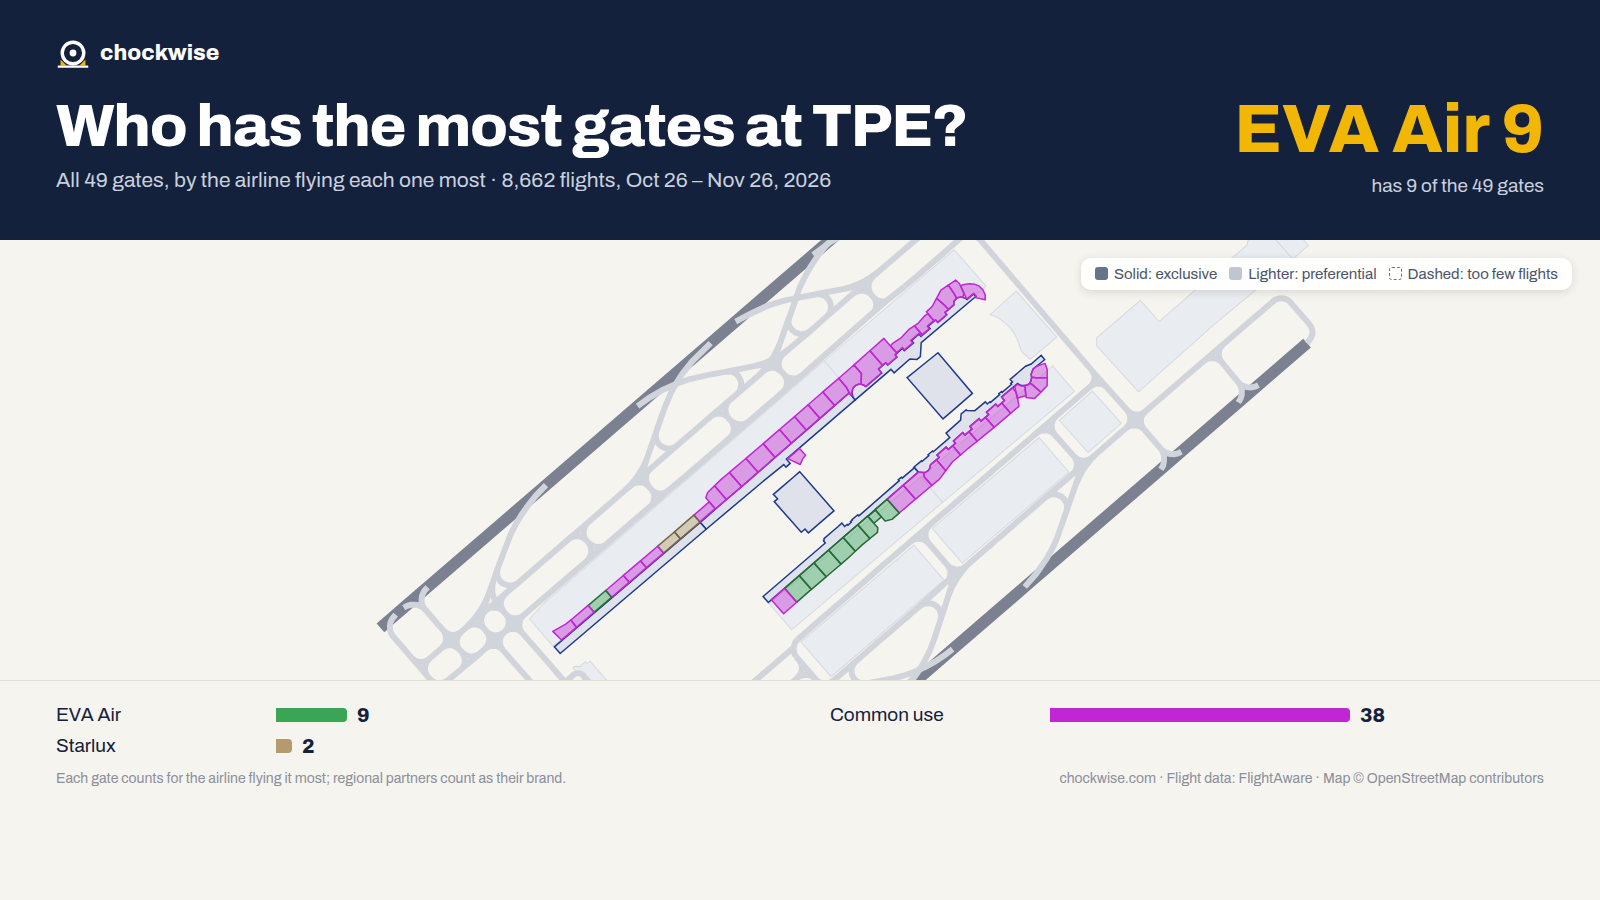 chockwise
Who has the most gates at TPE?
All 49 gates, by the airline flying each one most · 8,662 flights, Oct 26 – Nov 26, 2026
EVA Air 9
has 9 of the 49 gates
Solid: exclusive Lighter: preferential Dashed: too few flights
EVA Air 9
Starlux 2
Common use 38
Each gate counts for the airline flying it most; regional partners count as their brand.
chockwise.com · Flight data: FlightAware · Map © OpenStreetMap contributors